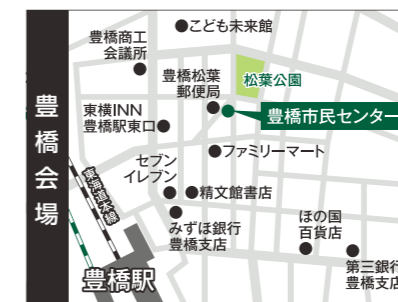 豊橋会場
こども未来館
豊橋商工
会議所
豊橋松葉
郵便局
松葉公園
豊橋市民センター
東横INN
豊橋駅東口
ファミリーマート
セブン
イレブン
精文館書店
東海道本線
みずほ銀行
豊橋支店
ほの国
百貨店
第三銀行
豊橋支店
豊橋駅